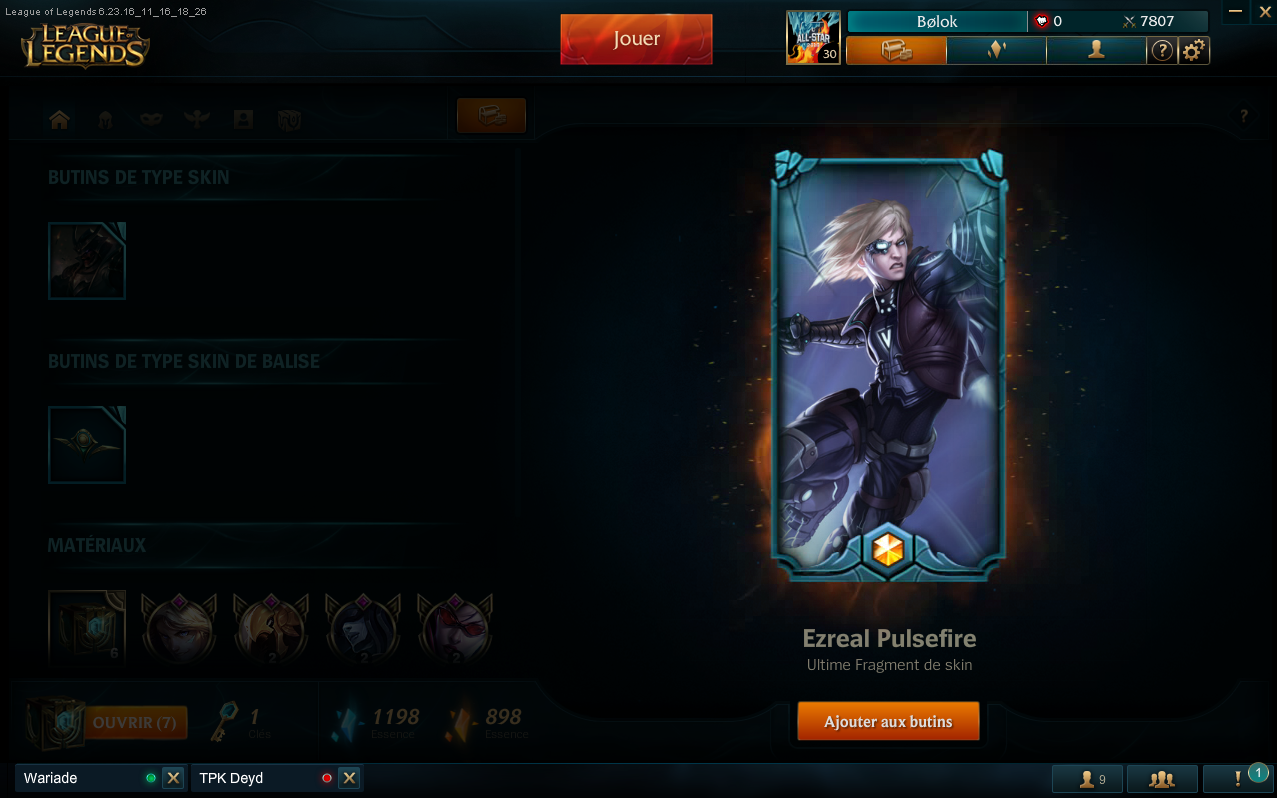 League of Legends 6.23.16_11_16_18_26
LEAGUE OF
LEGENDS
Jouer
ALL-STAR
30
Bølok
0
7807
?
?
BUTINS DE TYPE SKIN
BUTINS DE TYPE SKIN DE BALISE
MATÉRIAUX
6
2
2
2
OUVRIR (7)
1
Clés
1198
Essence
898
Essence
Ezreal Pulsefire
Ultime Fragment de skin
Ajouter aux butins
Wariade
TPK Deyd
9
!
1